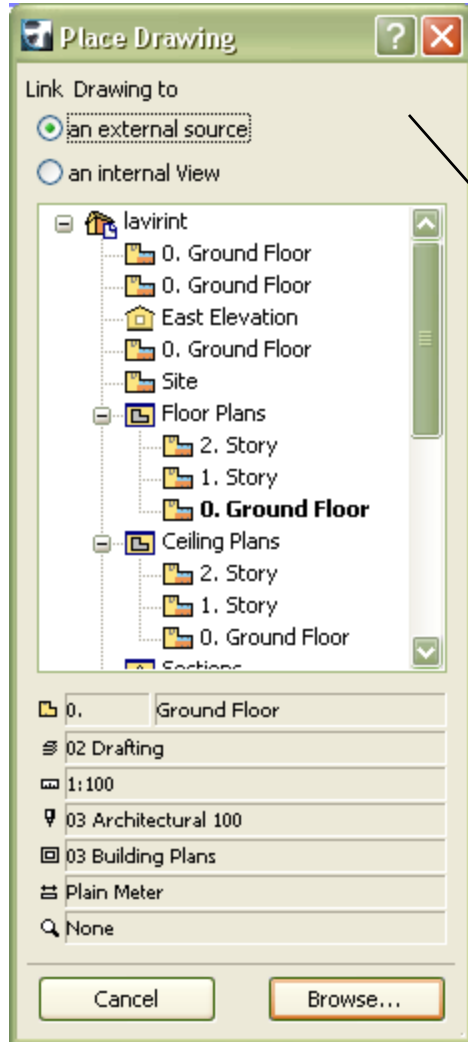 Place Drawing
Link Drawing to
an external source
an internal View
lavirint
0. Ground Floor
0. Ground Floor
East Elevation
0. Ground Floor
Site
Floor Plans
2. Story
1. Story
0. Ground Floor
Ceiling Plans
2. Story
1. Story
0. Ground Floor
Sections
0. Ground Floor
02 Drafting
1:100
03 Architectural 100
03 Building Plans
Plain Meter
None
Cancel Browse...